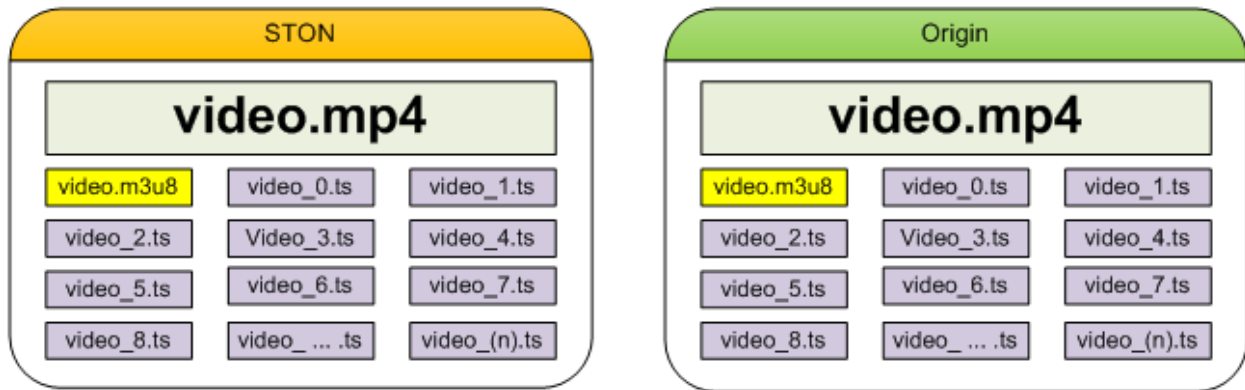 STON
video.mp4
video.m3u8 video_0.ts video_1.ts
video_2.ts Video_3.ts video_4.ts
video_5.ts video_6.ts video_7.ts
video_8.ts video_ ... .ts video_(n).ts
Origin
video.mp4
video.m3u8 video_0.ts video_1.ts
video_2.ts Video_3.ts video_4.ts
video_5.ts video_6.ts video_7.ts
video_8.ts video_ ... .ts video_(n).ts